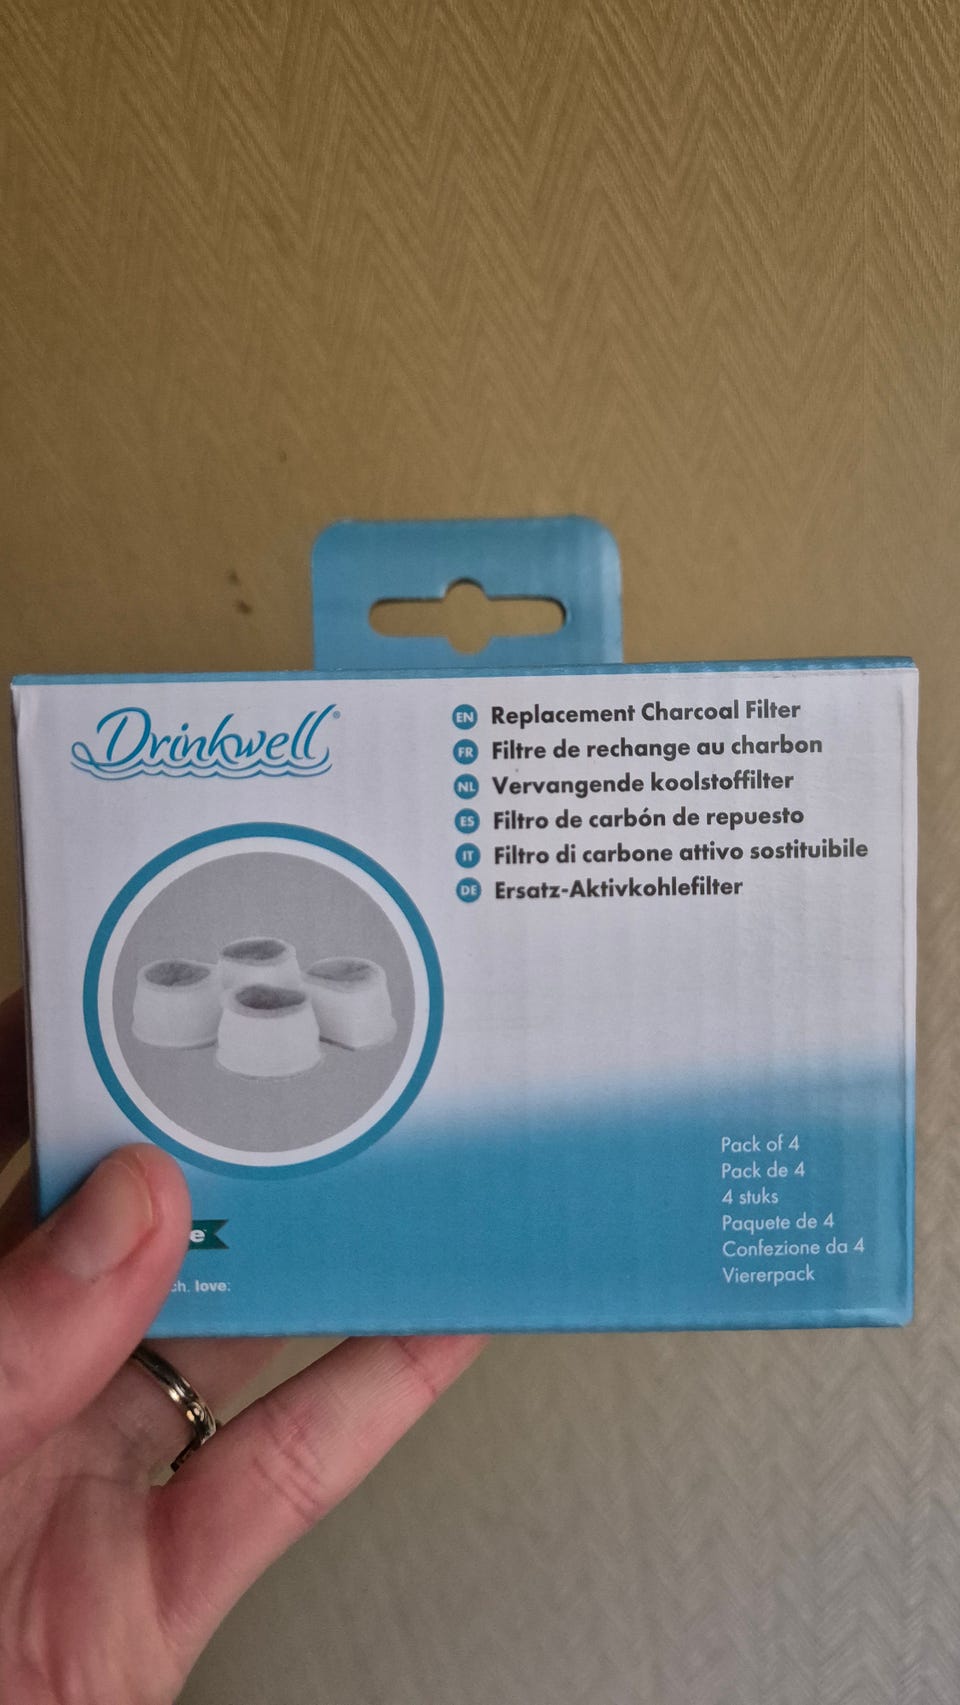 Drinkwell®
EN Replacement Charcoal Filter
FR Filtre de rechange au charbon
NL Vervangende koolstoffilter
ES Filtro de carbón de repuesto
IT Filtro di carbone attivo sostituibile
DE Ersatz-Aktivkohlefilter
Pack of 4
Pack de 4
4 stuks
Paquete de 4
Confezione da 4
Viererpack
love: